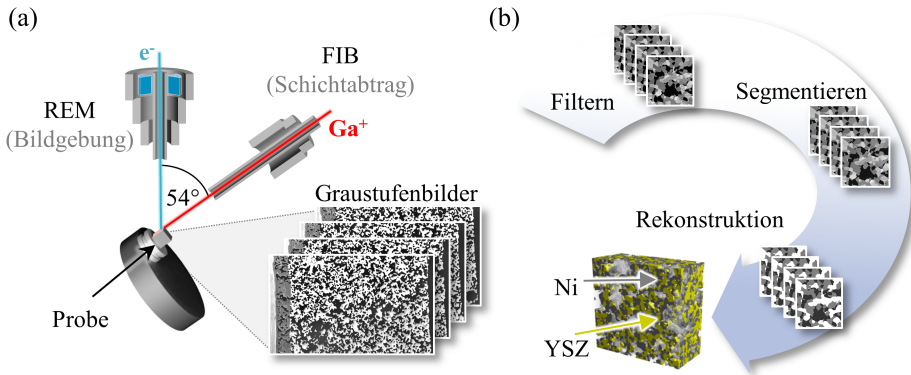 (a)
e⁻
FIB
(Schichtabtrag)
REM
(Bildgebung)
Ga⁺
54°
Graustufenbilder
Probe
(b)
Filtern
Segmentieren
Rekonstruktion
Ni
YSZ